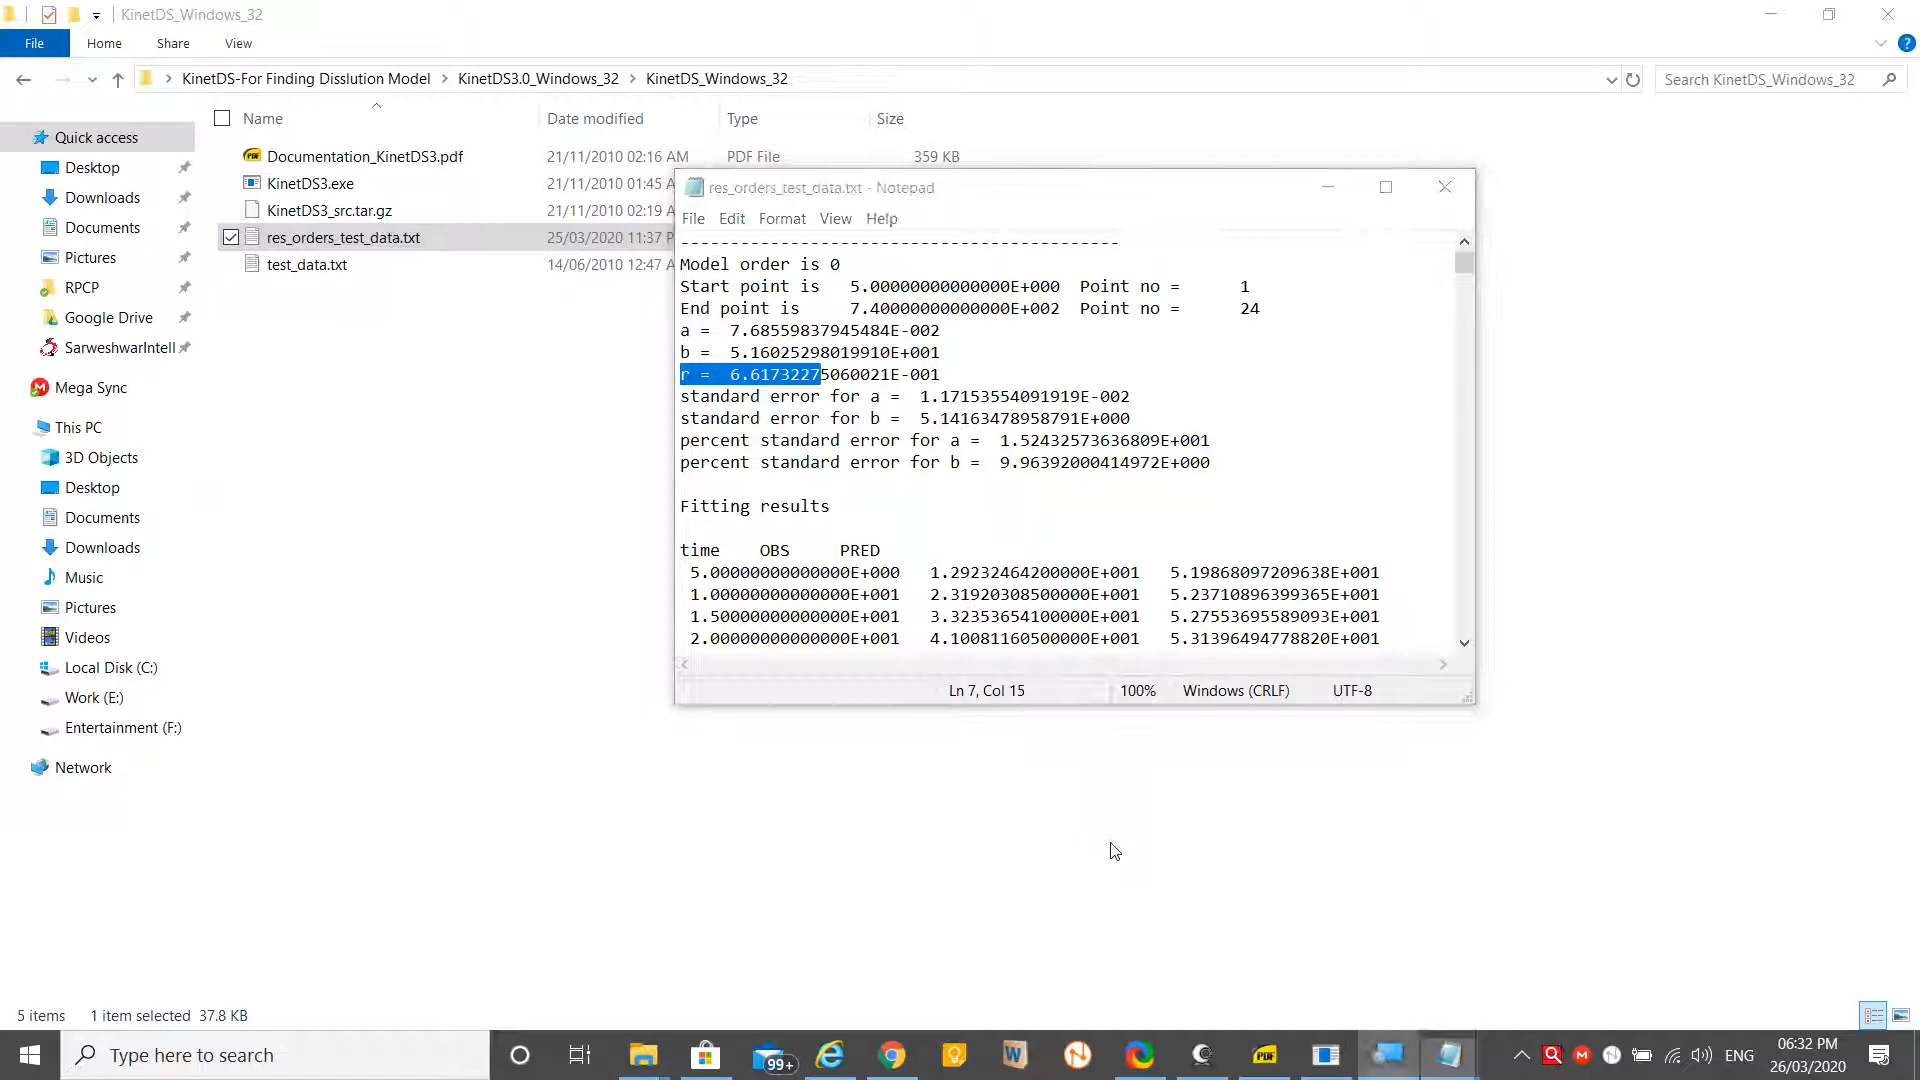 KinetDS_Windows_32
File Home Share View
KinetDS-For Finding Disslution Model KinetDS3.0_Windows_32 KinetDS_Windows_32
Search KinetDS_Windows_32
Name Date modified Type Size
Documentation_KinetDS3.pdf 21/11/2010 02:16 AM PDF File 359 KB
KinetDS3.exe 21/11/2010 01:45 A
KinetDS3_src.tar.gz 21/11/2010 02:19 A
res_orders_test_data.txt 25/03/2020 11:37 P
test_data.txt 14/06/2010 12:47 A
Quick access
Desktop
Downloads
Documents
Pictures
RPCP
Google Drive
SarweshwarIntell
Mega Sync
This PC
3D Objects
Desktop
Documents
Downloads
Music
Pictures
Videos
Local Disk (C:)
Work (E:)
Entertainment (F:)
Network
res_orders_test_data.txt - Notepad
File Edit Format View Help
--------------------------------------------
Model order is 0
Start point is 5.00000000000000E+000 Point no = 1
End point is 7.40000000000000E+002 Point no = 24
a = 7.68559837945484E-002
b = 5.16025298019910E+001
r = 6.61732275060021E-001
standard error for a = 1.17153554091919E-002
standard error for b = 5.14163478958791E+000
percent standard error for a = 1.52432573636809E+001
percent standard error for b = 9.96392000414972E+000
Fitting results
time OBS PRED
5.00000000000000E+000 1.29232464200000E+001 5.19868097209638E+001
1.00000000000000E+001 2.31920308500000E+001 5.23710896399365E+001
1.50000000000000E+001 3.32353654100000E+001 5.27553695589093E+001
2.00000000000000E+001 4.10081160500000E+001 5.31396494778820E+001
Ln 7, Col 15 100% Windows (CRLF) UTF-8
5 items 1 item selected 37.8 KB
Type here to search
99+
PDF
ENG
06:32 PM
26/03/2020